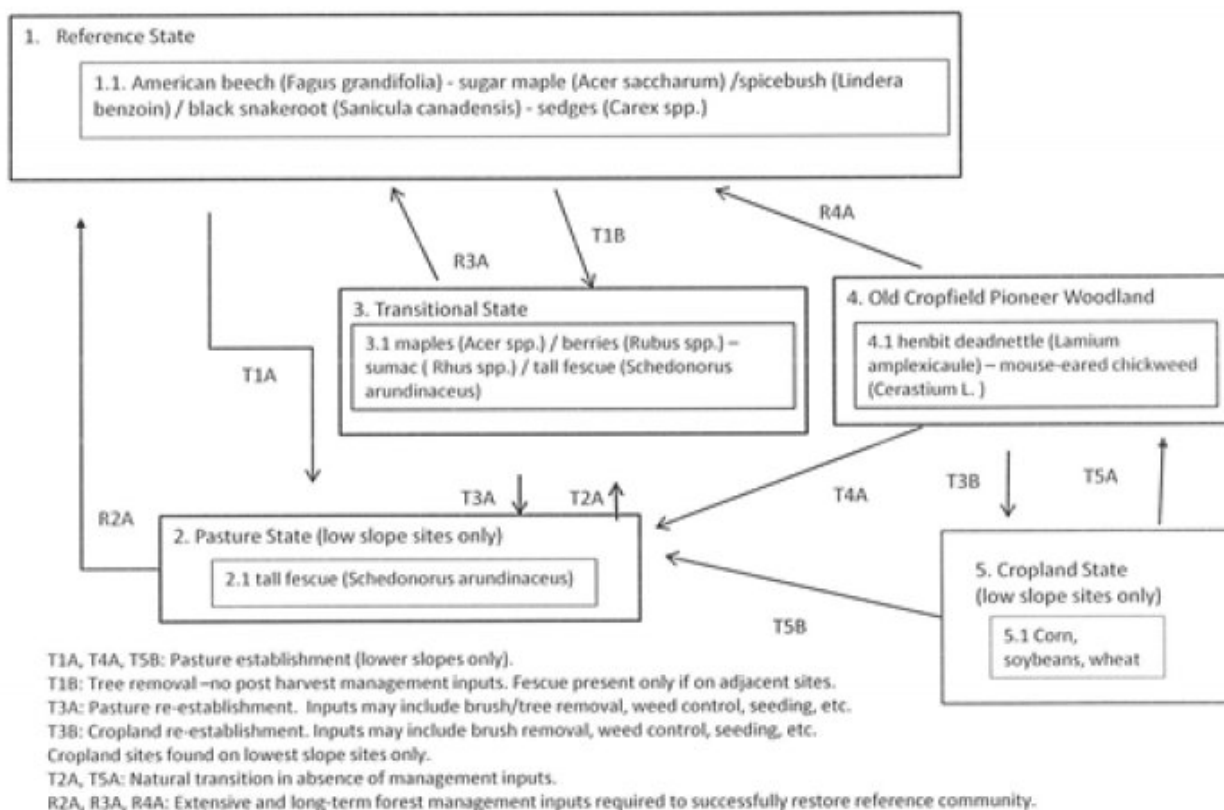 1. Reference State
1.1. American beech (Fagus grandifolia) - sugar maple (Acer saccharum) /spicebush (Lindera
benzoin) / black snakeroot (Sanicula canadensis) - sedges (Carex spp.)
R4A
T1B
R3A
3. Transitional State
3.1 maples (Acer spp.) / berries (Rubus spp.) –
sumac ( Rhus spp.) / tall fescue (Schedonorus
arundinaceus)
4. Old Cropfield Pioneer Woodland
4.1 henbit deadnettle (Lamium
amplexicaule) – mouse-eared chickweed
(Cerastium L. )
T1A
T3A
T2A
T4A
T3B
T5A
R2A
2. Pasture State (low slope sites only)
2.1 tall fescue (Schedonorus arundinaceus)
5. Cropland State
(low slope sites only)
5.1 Corn,
soybeans, wheat
T5B
T1A, T4A, T5B: Pasture establishment (lower slopes only).
T1B: Tree removal –no post harvest management inputs. Fescue present only if on adjacent sites.
T3A: Pasture re-establishment. Inputs may include brush/tree removal, weed control, seeding, etc.
T3B: Cropland re-establishment. Inputs may include brush removal, weed control, seeding, etc.
Cropland sites found on lowest slope sites only.
T2A, T5A: Natural transition in absence of management inputs.
R2A, R3A, R4A: Extensive and long-term forest management inputs required to successfully restore reference community.